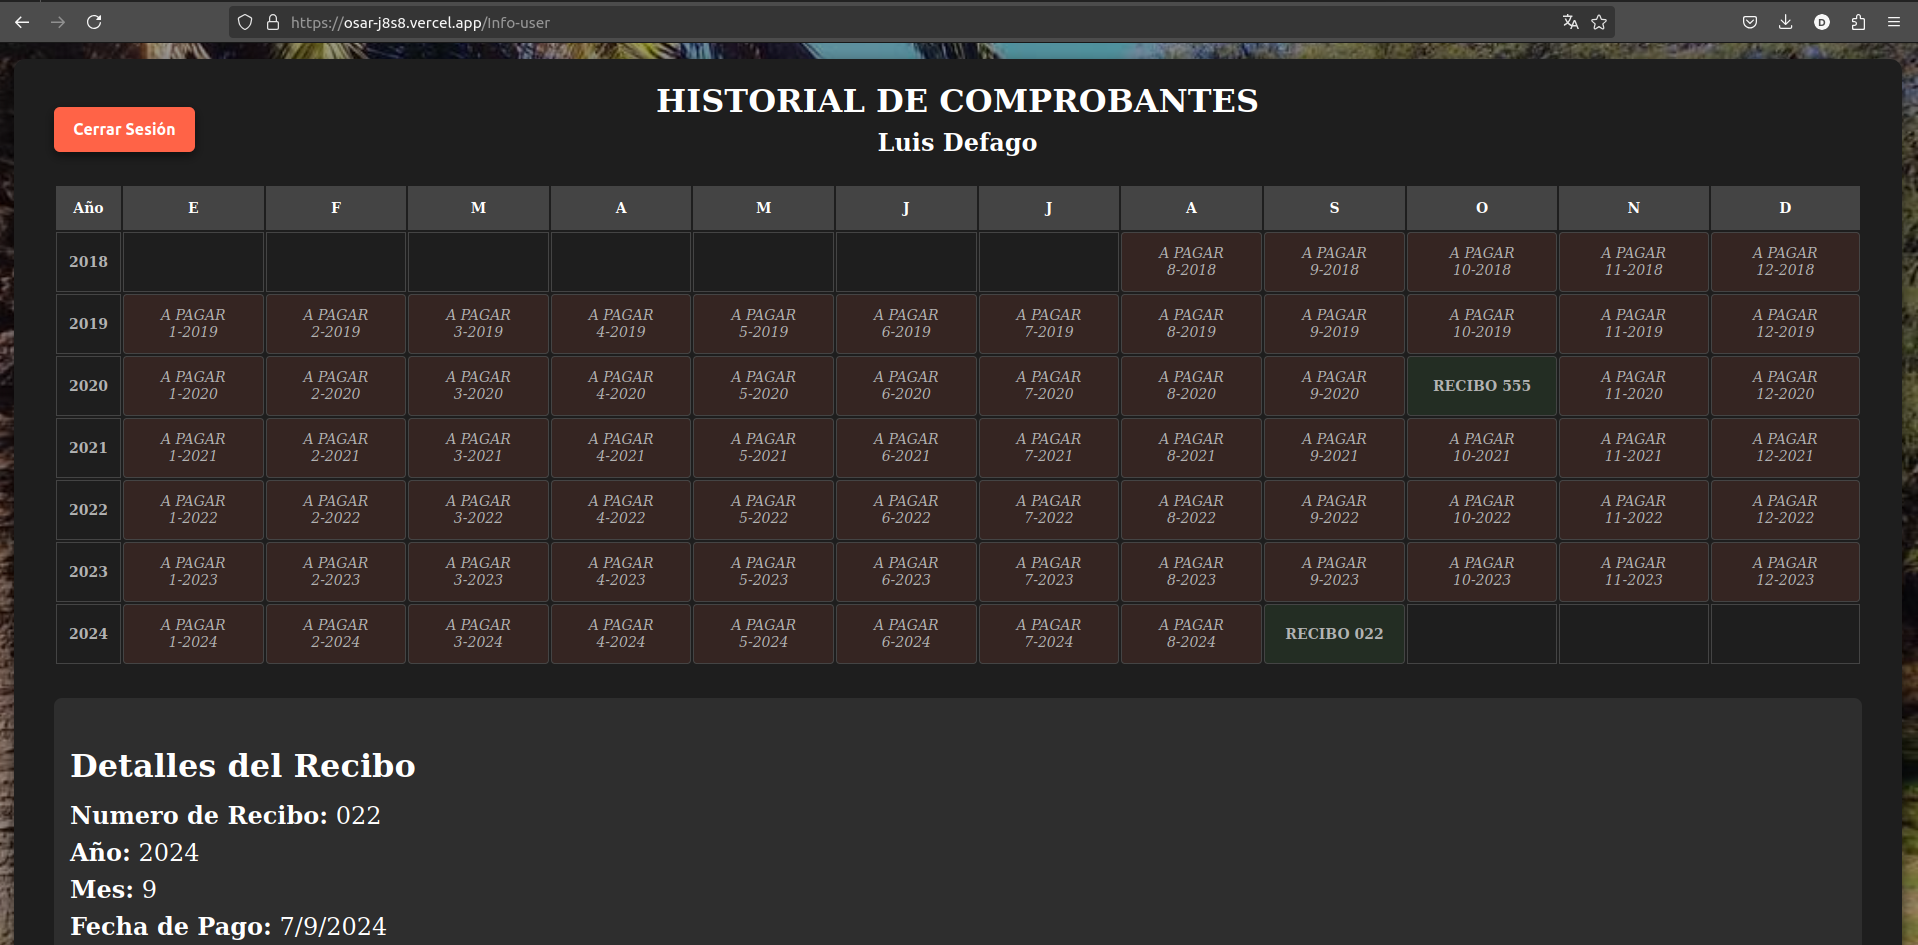 https://osar-j8s8.vercel.app/Info-user
D
HISTORIAL DE COMPROBANTES
Cerrar Sesión
Luis Defago
Año E F M A M J J A S O N D
2018 A PAGAR 8-2018 A PAGAR 9-2018 A PAGAR 10-2018 A PAGAR 11-2018 A PAGAR 12-2018
2019 A PAGAR 1-2019 A PAGAR 2-2019 A PAGAR 3-2019 A PAGAR 4-2019 A PAGAR 5-2019 A PAGAR 6-2019 A PAGAR 7-2019 A PAGAR 8-2019 A PAGAR 9-2019 A PAGAR 10-2019 A PAGAR 11-2019 A PAGAR 12-2019
2020 A PAGAR 1-2020 A PAGAR 2-2020 A PAGAR 3-2020 A PAGAR 4-2020 A PAGAR 5-2020 A PAGAR 6-2020 A PAGAR 7-2020 A PAGAR 8-2020 A PAGAR 9-2020 RECIBO 555 A PAGAR 11-2020 A PAGAR 12-2020
2021 A PAGAR 1-2021 A PAGAR 2-2021 A PAGAR 3-2021 A PAGAR 4-2021 A PAGAR 5-2021 A PAGAR 6-2021 A PAGAR 7-2021 A PAGAR 8-2021 A PAGAR 9-2021 A PAGAR 10-2021 A PAGAR 11-2021 A PAGAR 12-2021
2022 A PAGAR 1-2022 A PAGAR 2-2022 A PAGAR 3-2022 A PAGAR 4-2022 A PAGAR 5-2022 A PAGAR 6-2022 A PAGAR 7-2022 A PAGAR 8-2022 A PAGAR 9-2022 A PAGAR 10-2022 A PAGAR 11-2022 A PAGAR 12-2022
2023 A PAGAR 1-2023 A PAGAR 2-2023 A PAGAR 3-2023 A PAGAR 4-2023 A PAGAR 5-2023 A PAGAR 6-2023 A PAGAR 7-2023 A PAGAR 8-2023 A PAGAR 9-2023 A PAGAR 10-2023 A PAGAR 11-2023 A PAGAR 12-2023
2024 A PAGAR 1-2024 A PAGAR 2-2024 A PAGAR 3-2024 A PAGAR 4-2024 A PAGAR 5-2024 A PAGAR 6-2024 A PAGAR 7-2024 A PAGAR 8-2024 RECIBO 022
Detalles del Recibo
Numero de Recibo: 022
Año: 2024
Mes: 9
Fecha de Pago: 7/9/2024